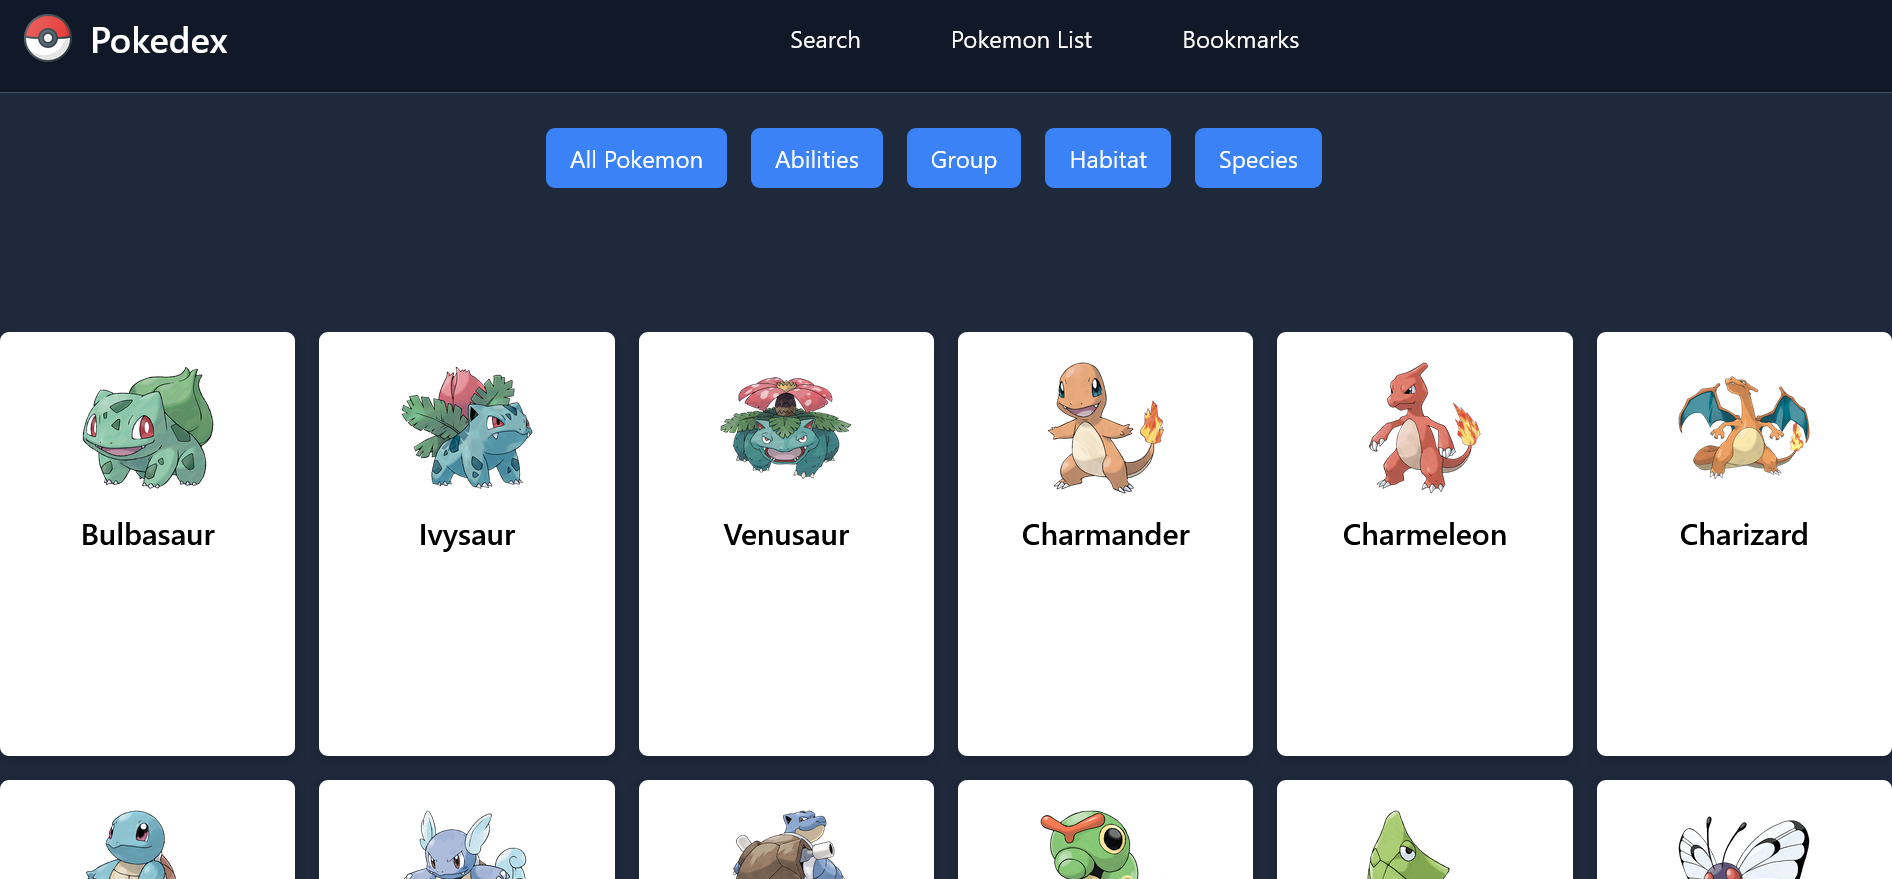 Pokedex
Search
Pokemon List
Bookmarks
All Pokemon
Abilities
Group
Habitat
Species
Bulbasaur
Ivysaur
Venusaur
Charmander
Charmeleon
Charizard